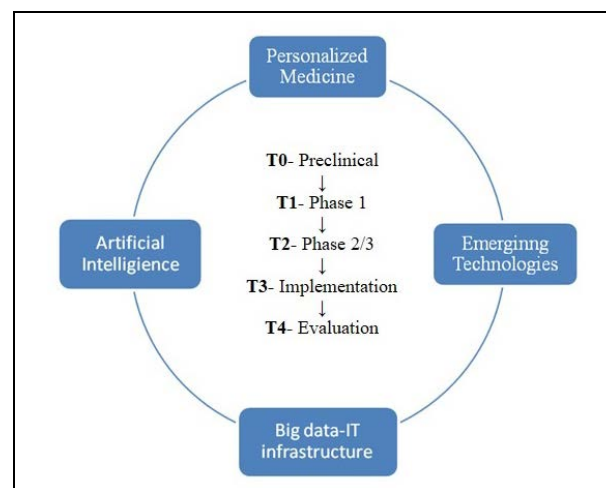 Personalized
Medicine
T0- Preclinical
↓
T1- Phase 1
↓
T2- Phase 2/3
↓
T3- Implementation
↓
T4- Evaluation
Artificial
Intelligience
Emerginng
Technologies
Big data-IT
infrastructure